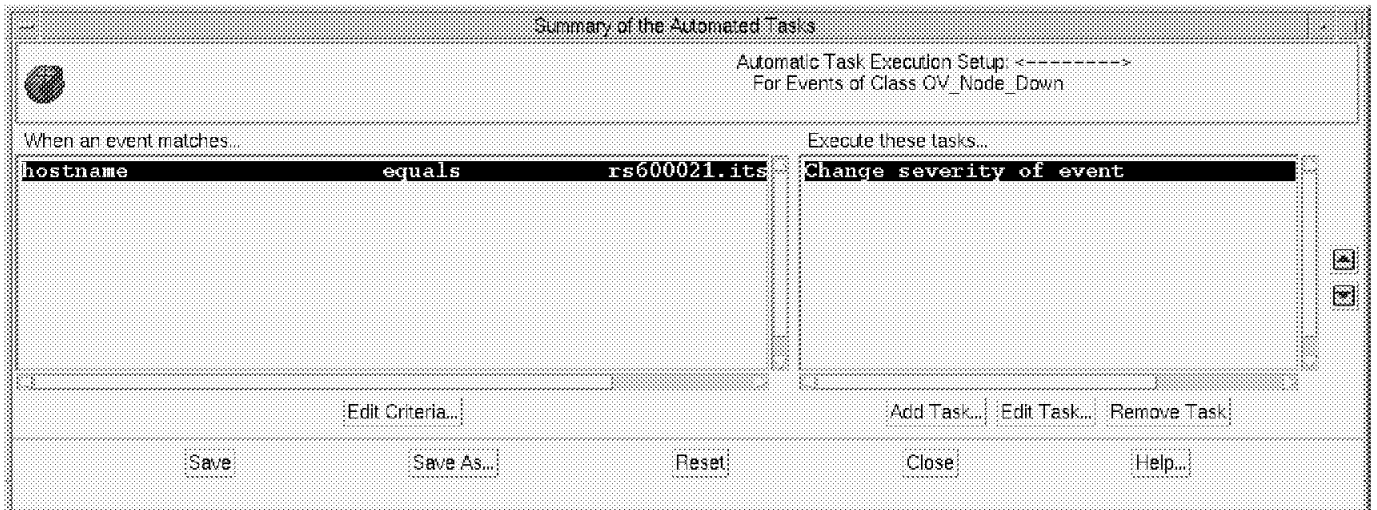 Summary of the Automated Tasks
Automatic Task Execution Setup: <--------->
For Events of Class OV_Node_Down
When an event matches...
Execute these tasks...
hostname equals rs600021.its
Change severity of event
Edit Criteria...
Add Task... Edit Task... Remove Task
Save Save As... Reset Close Help...